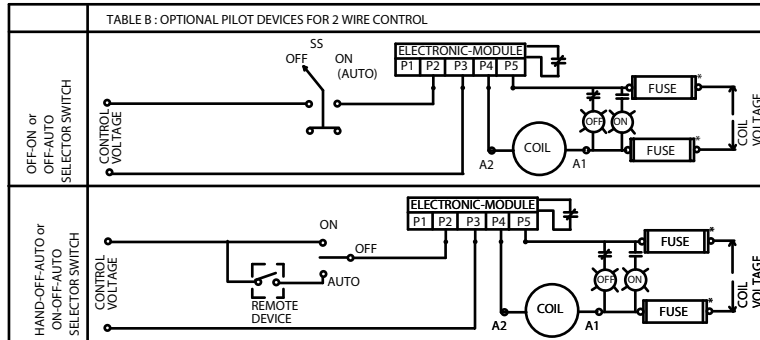 TABLE B : OPTIONAL PILOT DEVICES FOR 2 WIRE CONTROL
OFF-ON or
OFF-AUTO
SELECTOR SWITCH
CONTROL
VOLTAGE
SS
OFF
ON
(AUTO)
ELECTRONIC-MODULE
P1 P2 P3 P4 P5
OFF
ON
FUSE
*
FUSE
*
COIL
A2
A1
COIL
VOLTAGE
HAND-OFF-AUTO or
ON-OFF-AUTO
SELECTOR SWITCH
CONTROL
VOLTAGE
ON
OFF
AUTO
REMOTE
DEVICE
ELECTRONIC-MODULE
P1 P2 P3 P4 P5
OFF
ON
FUSE
*
FUSE
*
COIL
A2
A1
COIL
VOLTAGE